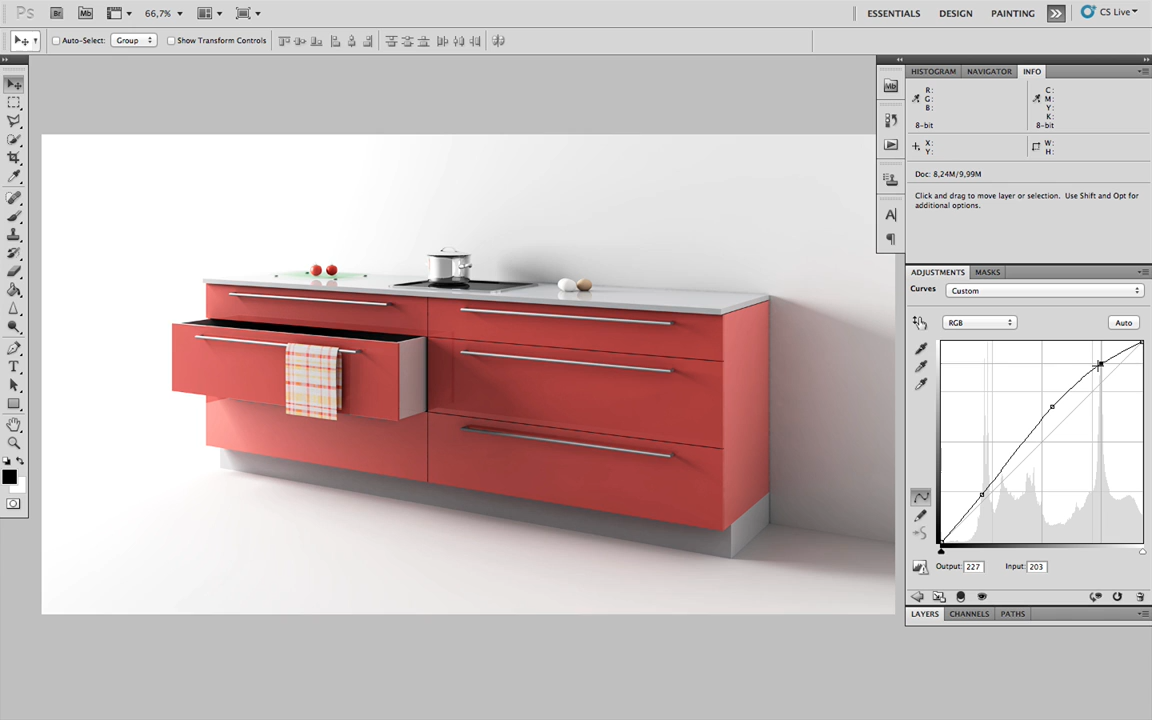 Ps Br Mb 66,7% ESSENTIALS DESIGN PAINTING CS Live
Auto-Select: Group Show Transform Controls
HISTOGRAM NAVIGATOR INFO
Mb
R: C:
G: M:
B: Y:
K:
8-bit 8-bit
X: W:
Y: H:
Doc: 8,24M/9,99M
Click and drag to move layer or selection. Use Shift and Opt for
additional options.
A
¶
ADJUSTMENTS MASKS
Curves Custom
RGB Auto
T
Output: 227 Input: 203
LAYERS CHANNELS PATHS